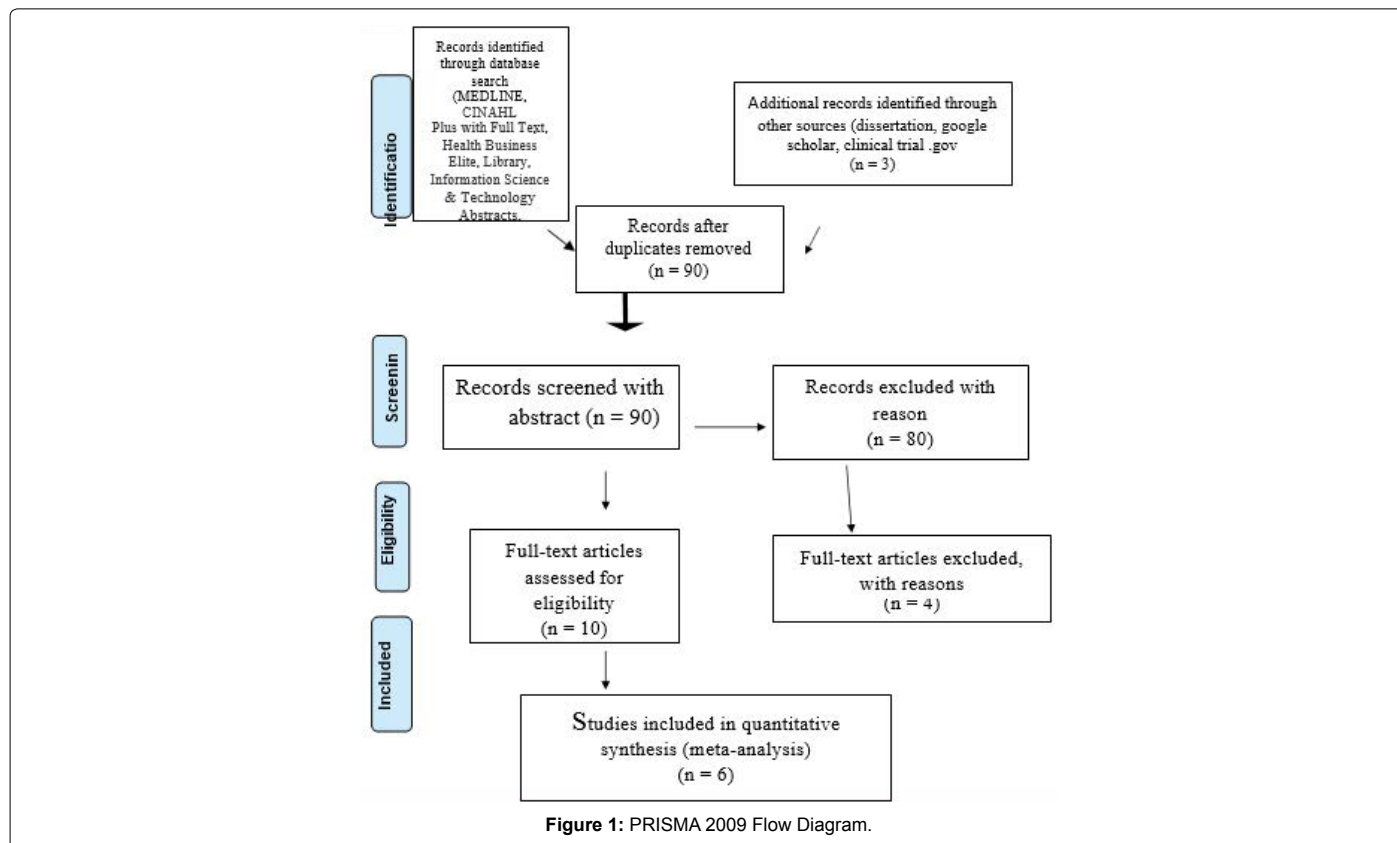 Identificatio
Records identified
through database
search
(MEDLINE,
CINAHL
Plus with Full Text,
Health Business
Elite, Library,
Information Science
& Technology
Abstracts,
Additional records identified through
other sources (dissertation, google
scholar, clinical trial .gov
(n = 3)
Records after
duplicates removed
(n = 90)
Screenin
Records screened with
abstract (n = 90)
Records excluded with
reason
(n = 80)
Eligibility
Full-text articles
assessed for
eligibility
(n = 10)
Full-text articles excluded,
with reasons
(n = 4)
Included
Studies included in quantitative
synthesis (meta-analysis)
(n = 6)
Figure 1: PRISMA 2009 Flow Diagram.